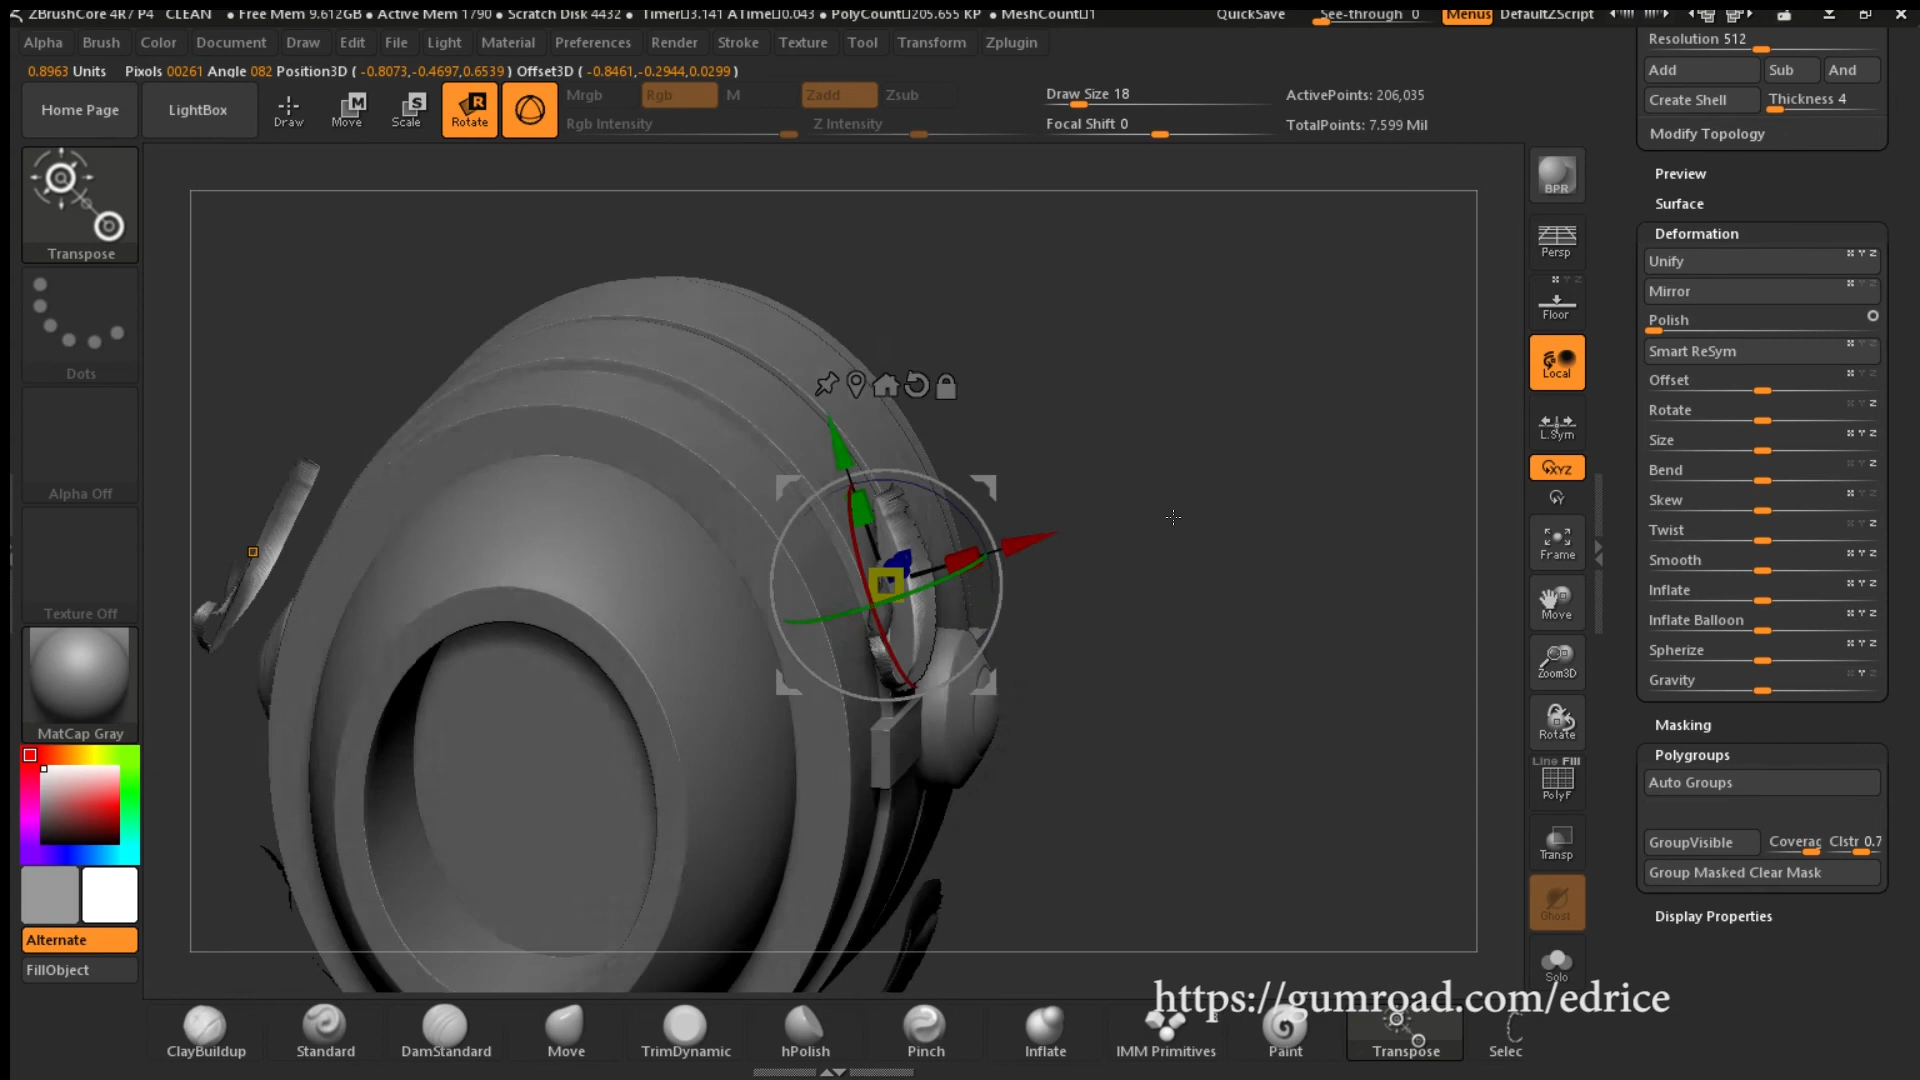 ZBrushCore 4R7 P4 CLEAN • Free Mem 9.612GB • Active Mem 1790 • Scratch Disk 4432 • Timer□3.141 ATime□0.043 • PolyCount□205.655 KP • MeshCount□1 QuickSave See-through 0 Menus DefaultZScript
Alpha Brush Color Document Draw Edit File Light Material Preferences Render Stroke Texture Tool Transform Zplugin
0.8963 Units Pixols 00261 Angle 082 Position3D ( -0.8073,-0.4697,0.6539 ) Offset3D ( -0.8461,-0.2944,0.0299 )
Home Page LightBox Draw Move Scale Rotate
Mrgb Rgb M Zadd Zsub
Rgb Intensity Z Intensity
Draw Size 18 ActivePoints: 206,035
Focal Shift 0 TotalPoints: 7.599 Mil
Transpose
Dots
Alpha Off
Texture Off
MatCap Gray
Alternate
FillObject
BPR
Persp
Floor
Local
L.Sym
XYZ
Y
Frame
Move
Zoom3D
Rotate
Line Fill
PolyF
Transp
Ghost
Solo
Resolution 512
Add Sub And
Create Shell Thickness 4
Modify Topology
Preview
Surface
Deformation
Unify
Mirror
Polish
Smart ReSym
Offset
Rotate
Size
Bend
Skew
Twist
Smooth
Inflate
Inflate Balloon
Spherize
Gravity
Masking
Polygroups
Auto Groups
GroupVisible Coverag Clstr 0.7
Group Masked Clear Mask
Display Properties
https://gumroad.com/edrice
ClayBuildup Standard DamStandard Move TrimDynamic hPolish Pinch Inflate IMM Primitives Paint Transpose Selec